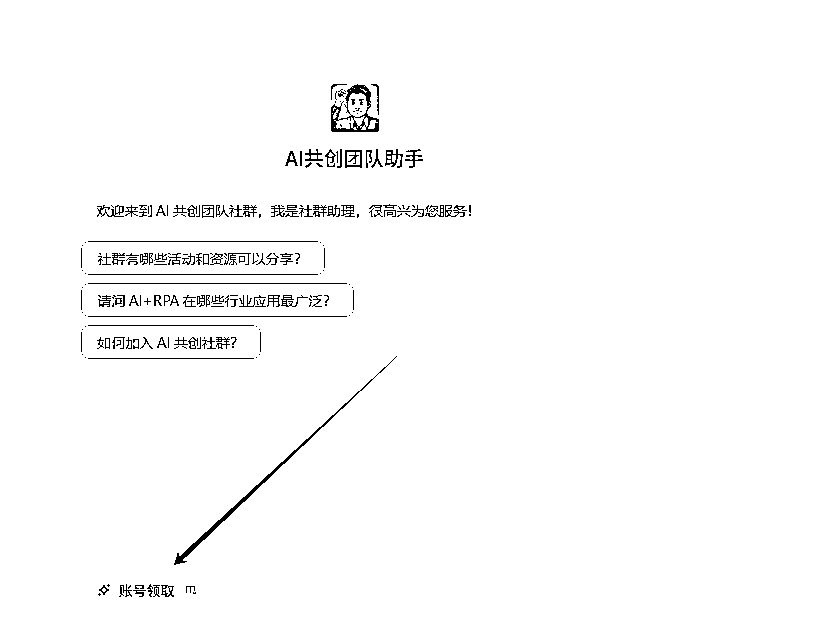 AI共创团队助手
欢迎来到 AI 共创团队社群，我是社群助理，很高兴为您服务！
社群有哪些活动和资源可以分享？
请问 AI+RPA 在哪些行业应用最广泛？
如何加入 AI 共创社群？
账号领取